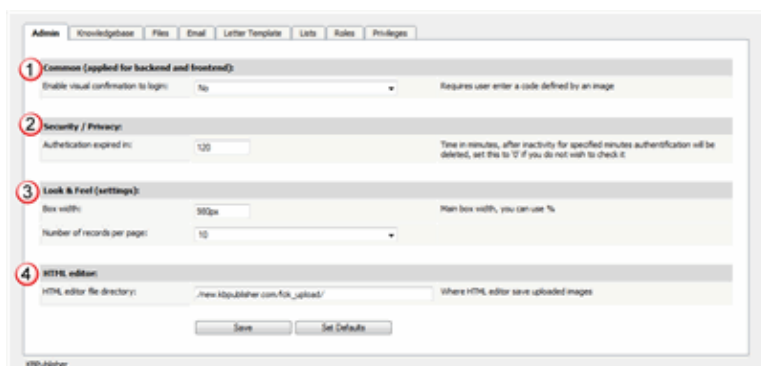 Admin Knowledgebase Files Email Letter Template Lists Roles Privileges
1 Common (applied for backend and frontend):
Enable visual confirmation to login: No Requires user enter a code defined by an image
2 Security / Privacy:
Authetication expired in: 120 Time in minutes, after inactivity for specified minutes authentification will be
deleted, set this to '0' if you do not wish to check it
3 Look & Feel (settings):
Box width: 980px Main box width, you can use %
Number of records per page: 10
4 HTML editor:
HTML editor file directory: /new.kbpublisher.com/fck_upload/ Where HTML editor save uploaded images
Save Set Defaults
KBPublisher